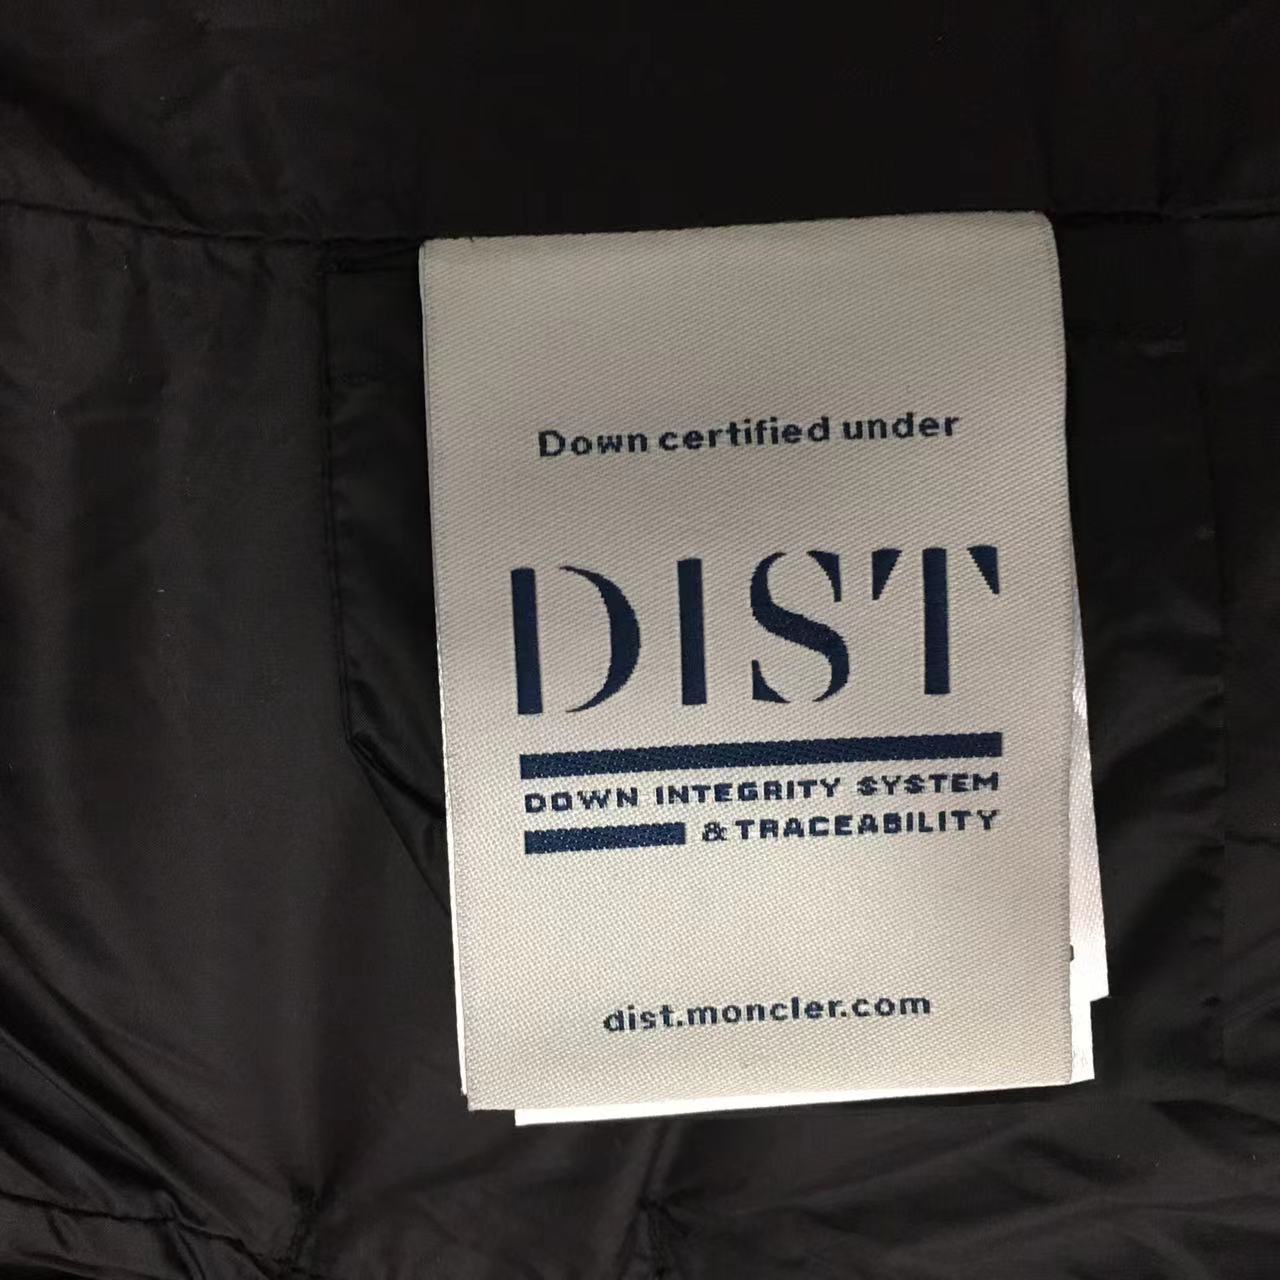 Down certified under
DIST
DOWN INTEGRITY SYSTEM
& TRACEABILITY
dist.moncler.com